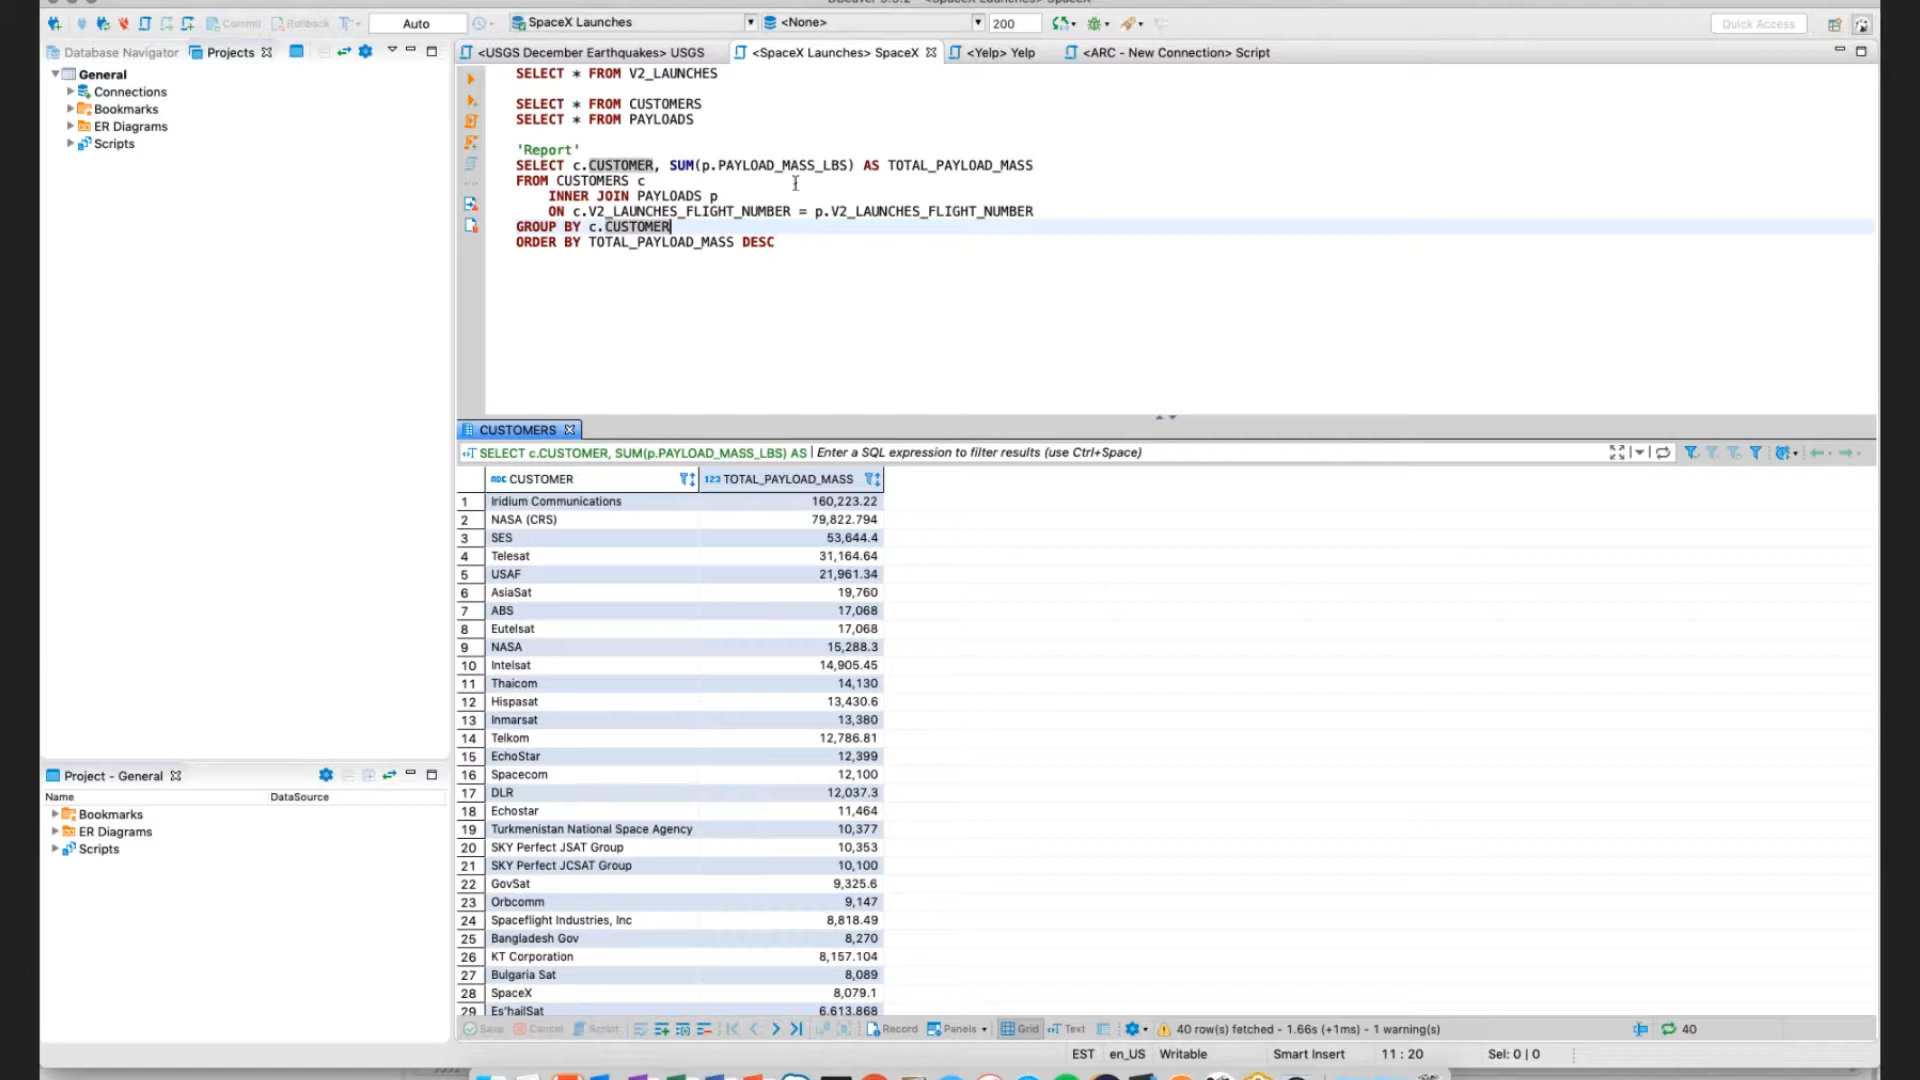 Commit
Rollback
Auto
SpaceX Launches
<None>
200
Quick Access
Database Navigator
Projects
<USGS December Earthquakes> USGS
<SpaceX Launches> SpaceX
<Yelp> Yelp
<ARC - New Connection> Script
General
Connections
Bookmarks
ER Diagrams
Scripts
SELECT * FROM V2_LAUNCHES
SELECT * FROM CUSTOMERS
SELECT * FROM PAYLOADS
'Report'
SELECT c.CUSTOMER, SUM(p.PAYLOAD_MASS_LBS) AS TOTAL_PAYLOAD_MASS
FROM CUSTOMERS c
INNER JOIN PAYLOADS p
ON c.V2_LAUNCHES_FLIGHT_NUMBER = p.V2_LAUNCHES_FLIGHT_NUMBER
GROUP BY c.CUSTOMER
ORDER BY TOTAL_PAYLOAD_MASS DESC
CUSTOMERS
SELECT c.CUSTOMER, SUM(p.PAYLOAD_MASS_LBS) AS
Enter a SQL expression to filter results (use Ctrl+Space)
ABC CUSTOMER 123 TOTAL_PAYLOAD_MASS
1 Iridium Communications 160,223.22
2 NASA (CRS) 79,822.794
3 SES 53,644.4
4 Telesat 31,164.64
5 USAF 21,961.34
6 AsiaSat 19,760
7 ABS 17,068
8 Eutelsat 17,068
9 NASA 15,288.3
10 Intelsat 14,905.45
11 Thaicom 14,130
12 Hispasat 13,430.6
13 Inmarsat 13,380
14 Telkom 12,786.81
15 EchoStar 12,399
16 Spacecom 12,100
17 DLR 12,037.3
18 Echostar 11,464
19 Turkmenistan National Space Agency 10,377
20 SKY Perfect JSAT Group 10,353
21 SKY Perfect JCSAT Group 10,100
22 GovSat 9,325.6
23 Orbcomm 9,147
24 Spaceflight Industries, Inc 8,818.49
25 Bangladesh Gov 8,270
26 KT Corporation 8,157.104
27 Bulgaria Sat 8,089
28 SpaceX 8,079.1
29 Es'hailSat 6,613.868
Project - General
Name DataSource
Bookmarks
ER Diagrams
Scripts
Save
Cancel
Script
Record
Panels
Grid
Text
40 row(s) fetched - 1.66s (+1ms) - 1 warning(s)
40
EST en_US Writable Smart Insert 11 : 20 Sel: 0 | 0